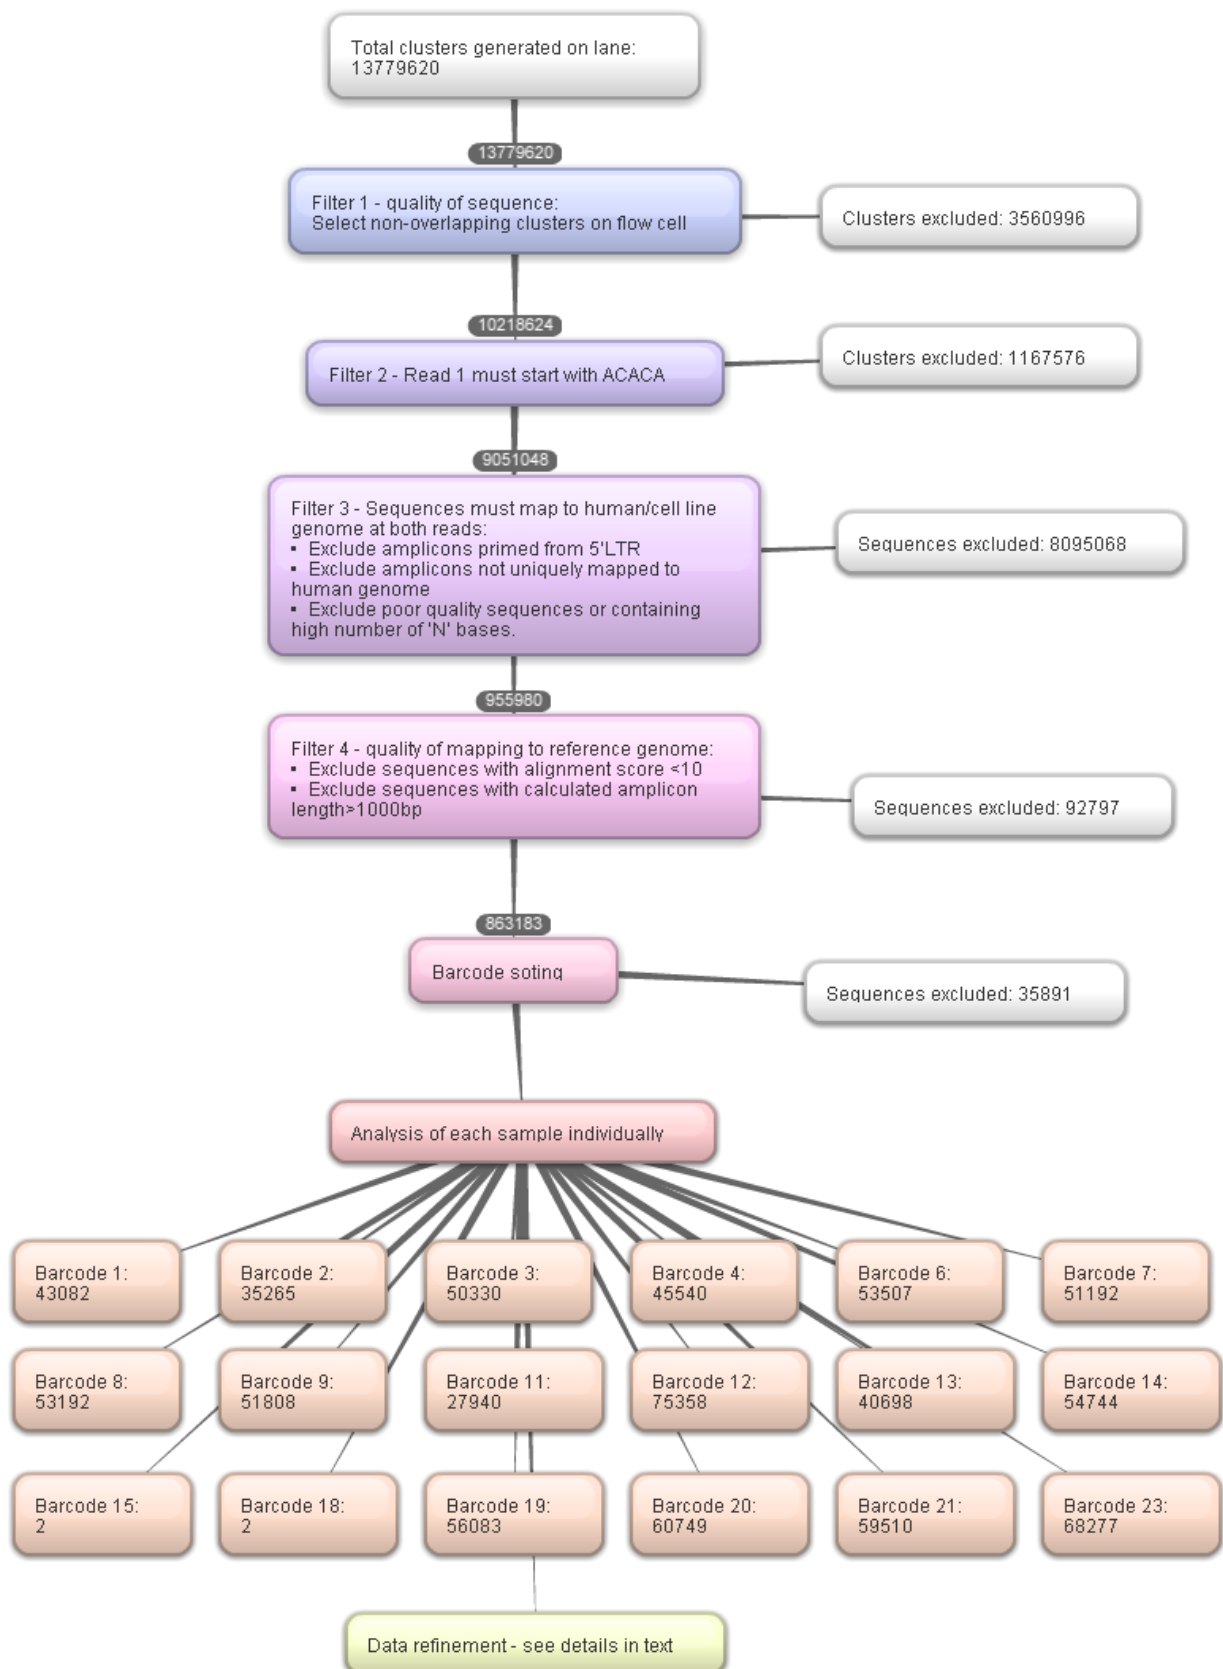 Total clusters generated on lane:
13779620
13779620
Filter 1 - quality of sequence:
Select non-overlapping clusters on flow cell
Clusters excluded: 3560996
10218624
Filter 2 - Read 1 must start with ACACA
Clusters excluded: 1167576
9051048
Filter 3 - Sequences must map to human/cell line
genome at both reads:
▪ Exclude amplicons primed from 5'LTR
▪ Exclude amplicons not uniquely mapped to
human genome
▪ Exclude poor quality sequences or containing
high number of 'N' bases.
Sequences excluded: 8095068
955980
Filter 4 - quality of mapping to reference genome:
▪ Exclude sequences with alignment score <10
▪ Exclude sequences with calculated amplicon
length>1000bp
Sequences excluded: 92797
863183
Barcode soting
Sequences excluded: 35891
Analysis of each sample individually
Barcode 1:
43082
Barcode 2:
35265
Barcode 3:
50330
Barcode 4:
45540
Barcode 6:
53507
Barcode 7:
51192
Barcode 8:
53192
Barcode 9:
51808
Barcode 11:
27940
Barcode 12:
75358
Barcode 13:
40698
Barcode 14:
54744
Barcode 15:
2
Barcode 18:
2
Barcode 19:
56083
Barcode 20:
60749
Barcode 21:
59510
Barcode 23:
68277
Data refinement - see details in text